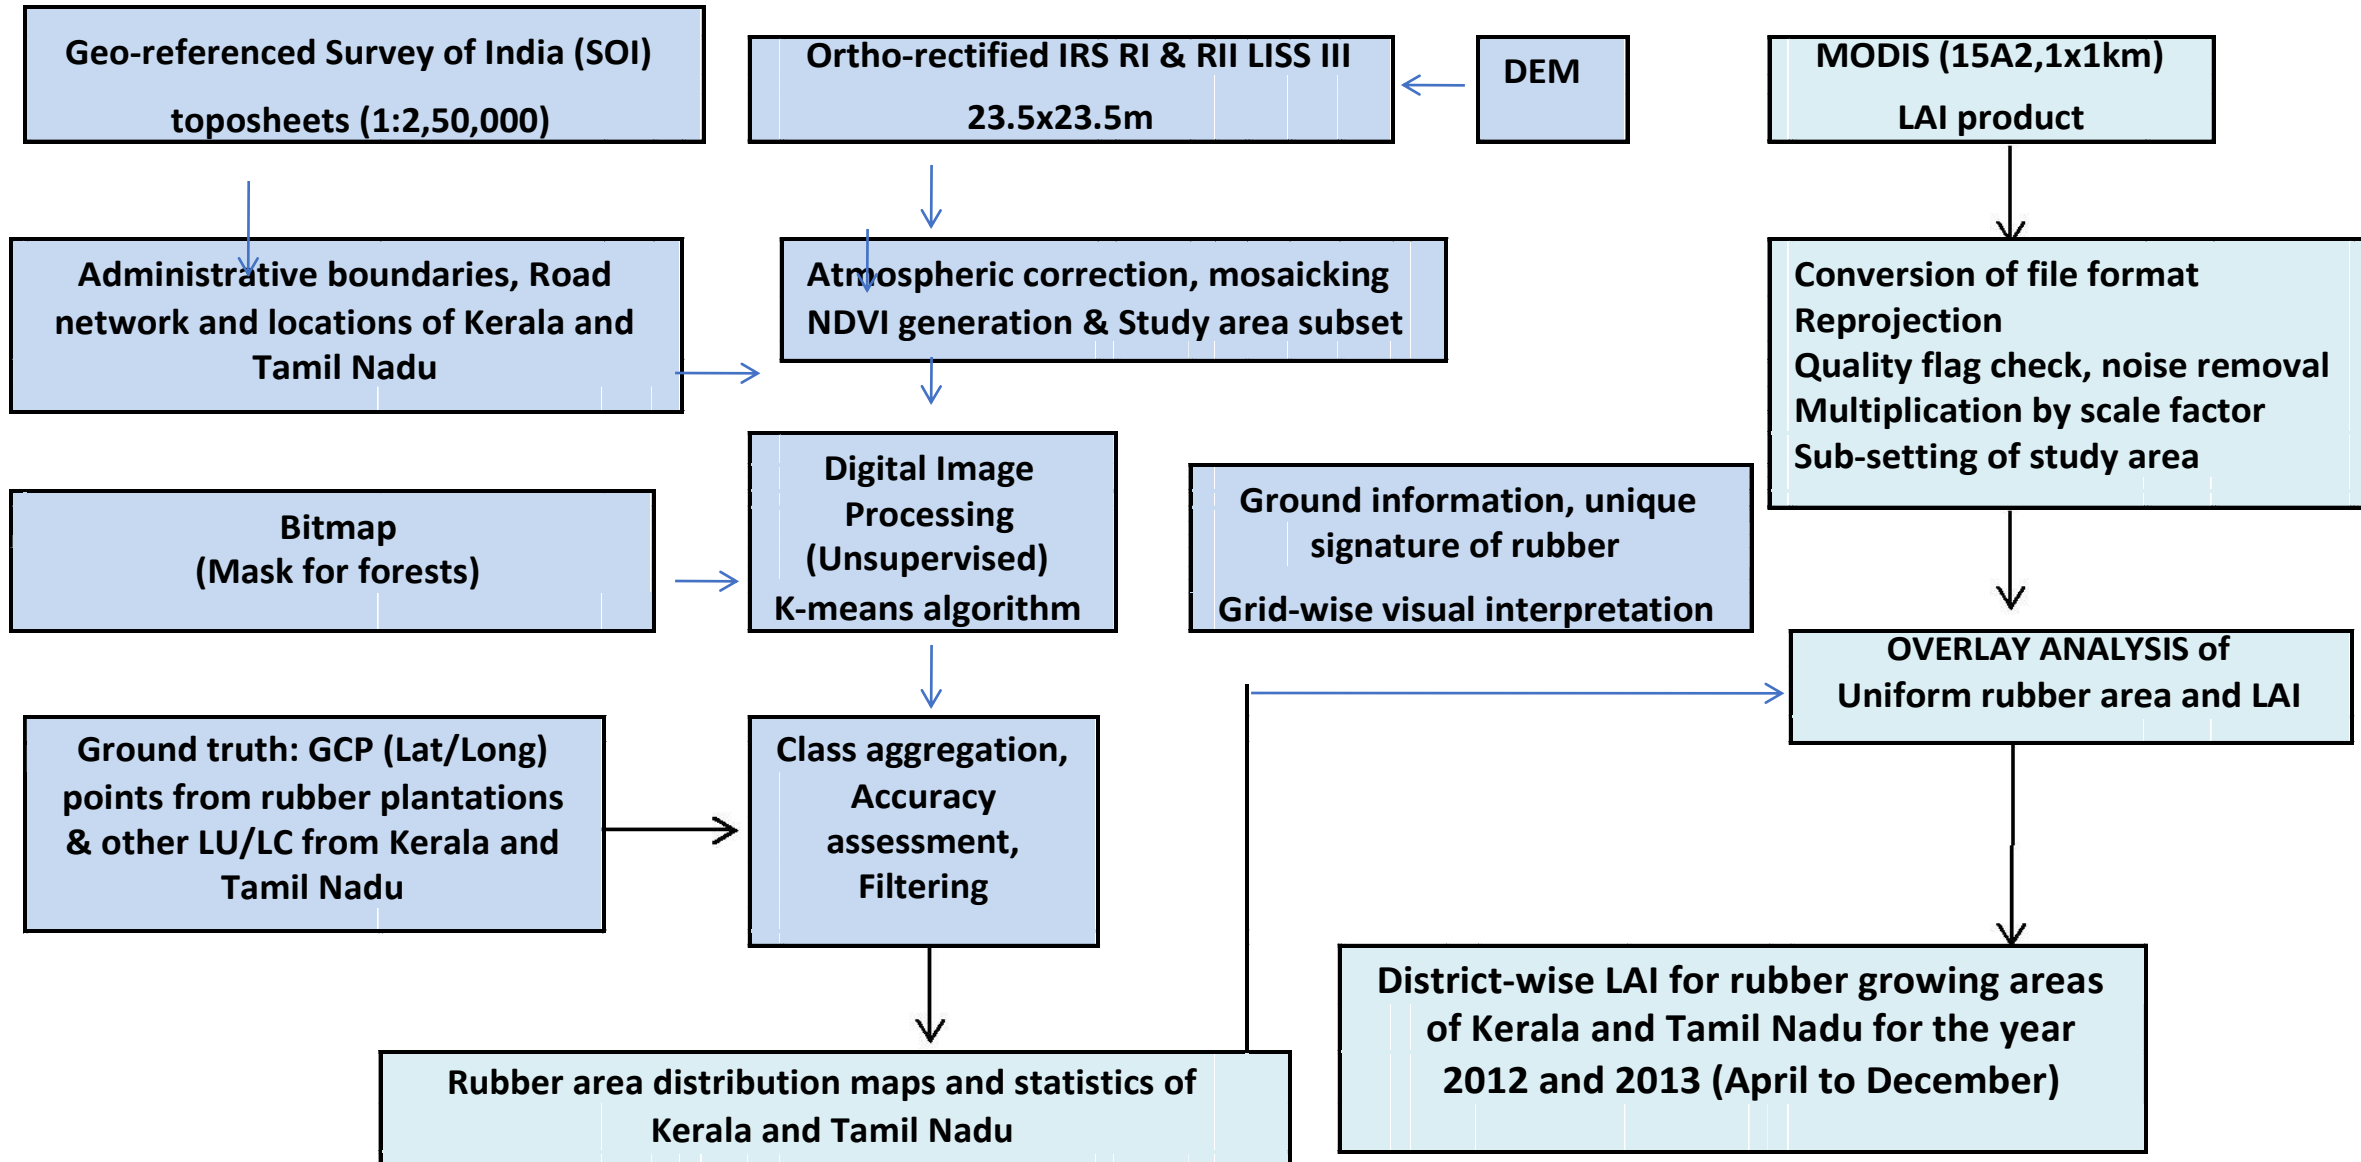 Geo-referenced Survey of India (SOI)
toposheets (1:2,50,000)
Ortho-rectified IRS RI & RII LISS III
23.5x23.5m
DEM
MODIS (15A2,1x1km)
LAI product
Administrative boundaries, Road
network and locations of Kerala and
Tamil Nadu
Atmospheric correction, mosaicking
NDVI generation & Study area subset
Conversion of file format
Reprojection
Quality flag check, noise removal
Multiplication by scale factor
Sub-setting of study area
Bitmap
(Mask for forests)
Digital Image
Processing
(Unsupervised)
K-means algorithm
Ground information, unique
signature of rubber
Grid-wise visual interpretation
OVERLAY ANALYSIS of
Uniform rubber area and LAI
Ground truth: GCP (Lat/Long)
points from rubber plantations
& other LU/LC from Kerala and
Tamil Nadu
Class aggregation,
Accuracy
assessment,
Filtering
District-wise LAI for rubber growing areas
of Kerala and Tamil Nadu for the year
2012 and 2013 (April to December)
Rubber area distribution maps and statistics of
Kerala and Tamil Nadu